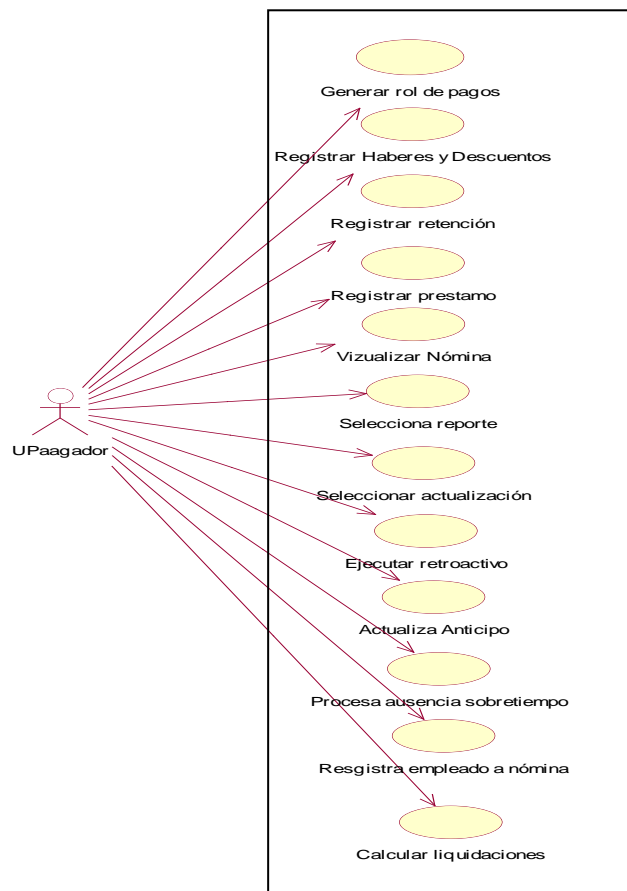 Generar rol de pagos
Registrar Haberes y Descuentos
Registrar retención
Registrar prestamo
Vizualizar Nómina
Selecciona reporte
UPaagador
Seleccionar actualización
Ejecutar retroactivo
Actualiza Anticipo
Procesa ausencia sobretiempo
Resgistra empleado a nómina
Calcular liquidaciones